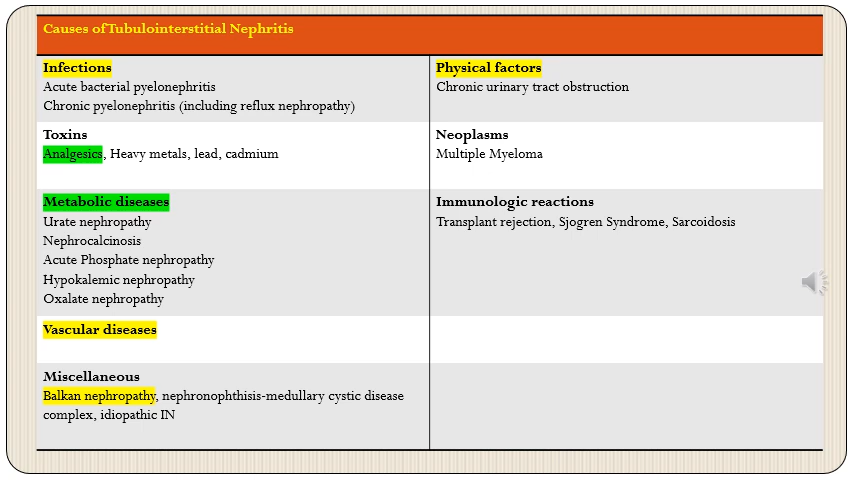 Causes of Tubulointerstitial Nephritis
Infections
Acute bacterial pyelonephritis
Chronic pyelonephritis (including reflux nephropathy)
Physical factors
Chronic urinary tract obstruction
Toxins
Analgesics, Heavy metals, lead, cadmium
Neoplasms
Multiple Myeloma
Metabolic diseases
Urate nephropathy
Nephrocalcinosis
Acute Phosphate nephropathy
Hypokalemic nephropathy
Oxalate nephropathy
Immunologic reactions
Transplant rejection, Sjogren Syndrome, Sarcoidosis
Vascular diseases
Miscellaneous
Balkan nephropathy, nephronophthisis-medullary cystic disease
complex, idiopathic IN